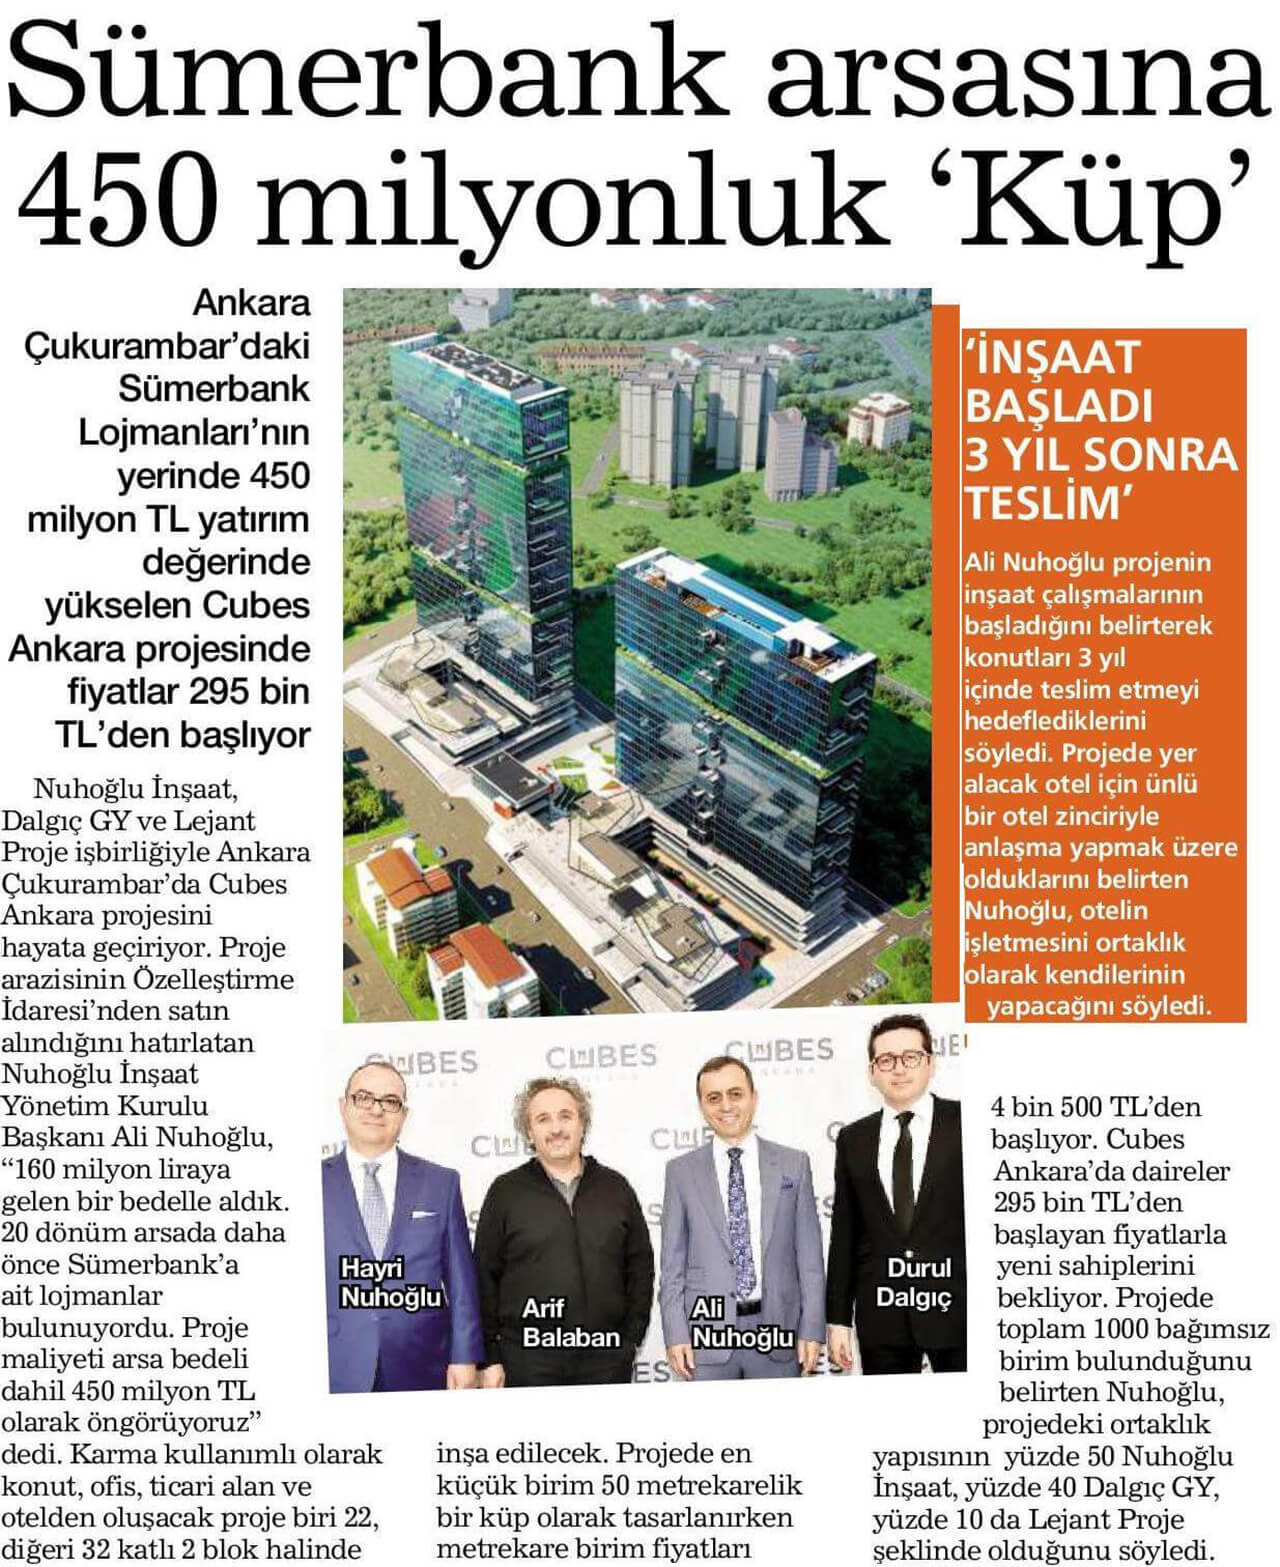 Sümerbank arsasına
450 milyonluk ‘Küp’
Ankara
Çukurambar’daki
Sümerbank
Lojmanları’nın
yerinde 450
milyon TL yatırım
değerinde
yükselen Cubes
Ankara projesinde
fiyatlar 295 bin
TL’den başlıyor
Nuhoğlu İnşaat,
Dalgıç GY ve Lejant
Proje işbirliğiyle Ankara
Çukurambar’da Cubes
Ankara projesini
hayata geçiriyor. Proje
arazisinin Özelleştirme
İdaresi’nden satın
alındığını hatırlatan
Nuhoğlu İnşaat
Yönetim Kurulu
Başkanı Ali Nuhoğlu,
“160 milyon liraya
gelen bir bedelle aldık.
20 dönüm arsada daha
önce Sümerbank’a
ait lojmanlar
bulunuyordu. Proje
maliyeti arsa bedeli
dahil 450 milyon TL
olarak öngörüyoruz”
dedi. Karma kullanımlı olarak
konut, ofis, ticari alan ve
otelden oluşacak proje biri 22,
diğeri 32 katlı 2 blok halinde
inşa edilecek. Projede en
küçük birim 50 metrekarelik
bir küp olarak tasarlanırken
metrekare birim fiyatları
4 bin 500 TL’den
başlıyor. Cubes
Ankara’da daireler
295 bin TL’den
başlayan fiyatlarla
yeni sahiplerini
bekliyor. Projede
toplam 1000 bağımsız
birim bulunduğunu
belirten Nuhoğlu,
projedeki ortaklık
yapısının yüzde 50 Nuhoğlu
İnşaat, yüzde 40 Dalgıç GY,
yüzde 10 da Lejant Proje
şeklinde olduğunu söyledi.
‘İNŞAAT
BAŞLADI
3 YIL SONRA
TESLİM’
Ali Nuhoğlu projenin
inşaat çalışmalarının
başladığını belirterek
konutları 3 yıl
içinde teslim etmeyi
hedeflediklerini
söyledi. Projede yer
alacak otel için ünlü
bir otel zinciriyle
anlaşma yapmak üzere
olduklarını belirten
Nuhoğlu, otelin
işletmesini ortaklık
olarak kendilerinin
yapacağını söyledi.
CUBES CUBES CUBES
Hayri
Nuhoğlu
Arif
Balaban
Ali
Nuhoğlu
Durul
Dalgıç